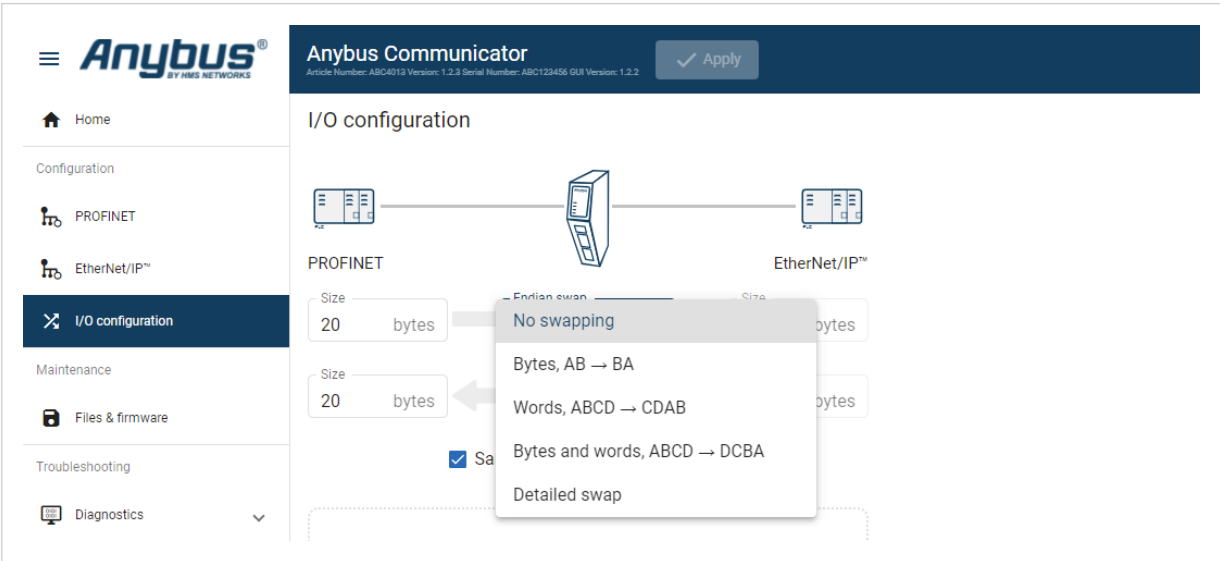 Anybus®
BY HMS NETWORKS
Anybus Communicator
Article Number: ABC4013 Version: 1.2.3 Serial Number: ABC123456 GUI Version: 1.2.2
Apply
Home
Configuration
PROFINET
EtherNet/IP™
I/O configuration
Maintenance
Files & firmware
Troubleshooting
Diagnostics
I/O configuration
PROFINET
EtherNet/IP™
Size
20 bytes
Endian swap
Size
bytes
Size
20 bytes
bytes
Sa
No swapping
Bytes, AB → BA
Words, ABCD → CDAB
Bytes and words, ABCD → DCBA
Detailed swap